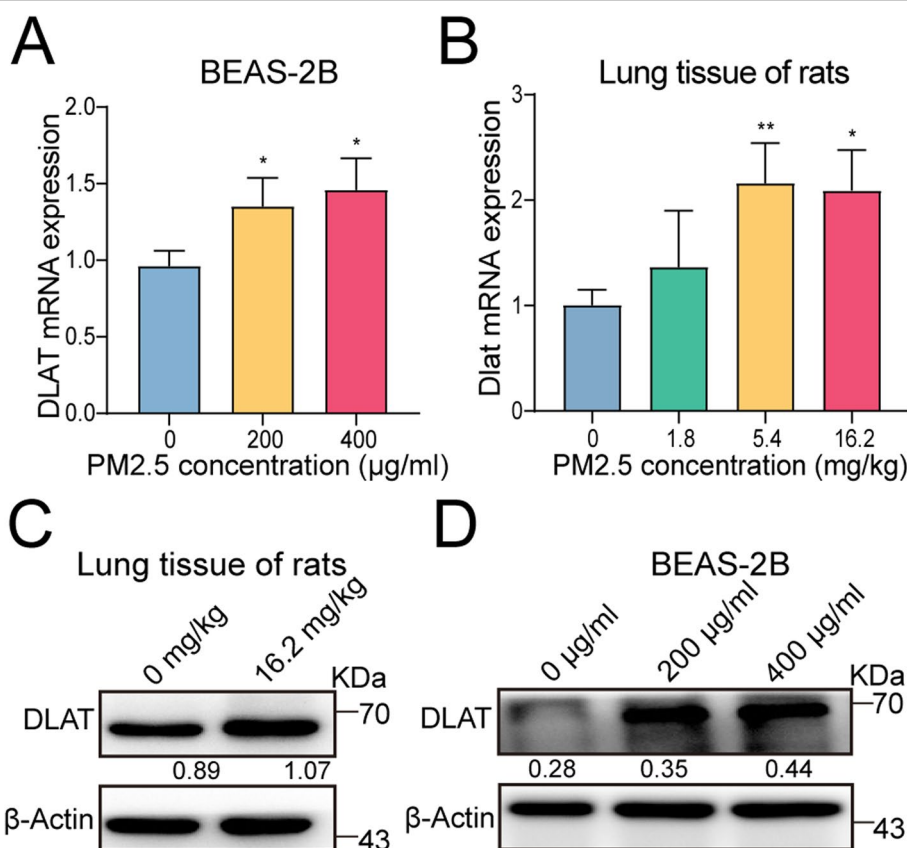 A
BEAS-2B
DLAT mRNA expression
2.0
1.5
1.0
0.5
0.0
*
*
0
200
400
PM2.5 concentration (μg/ml)
B
Lung tissue of rats
Dlat mRNA expression
3
2
1
0
**
*
0
1.8
5.4
16.2
PM2.5 concentration (mg/kg)
C
Lung tissue of rats
0 mg/kg
16.2 mg/kg
KDa
DLAT
70
0.89 1.07
β-Actin
43
D
BEAS-2B
0 μg/ml
200 μg/ml
400 μg/ml
KDa
DLAT
70
0.28 0.35 0.44
β-Actin
43